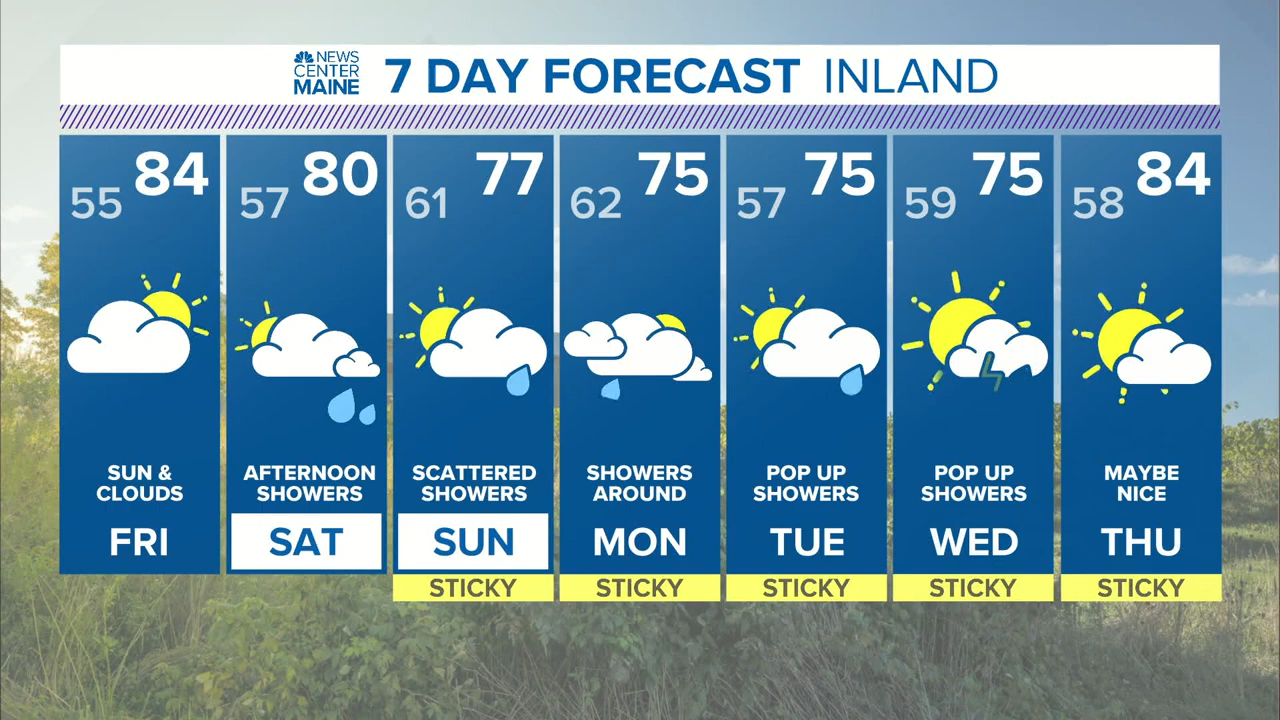 NEWS
CENTER
MAINE
7 DAY FORECAST INLAND
55 84
SUN &
CLOUDS
FRI
57 80
AFTERNOON
SHOWERS
SAT
61 77
SCATTERED
SHOWERS
SUN
STICKY
62 75
SHOWERS
AROUND
MON
STICKY
57 75
POP UP
SHOWERS
TUE
STICKY
59 75
POP UP
SHOWERS
WED
STICKY
58 84
MAYBE
NICE
THU
STICKY